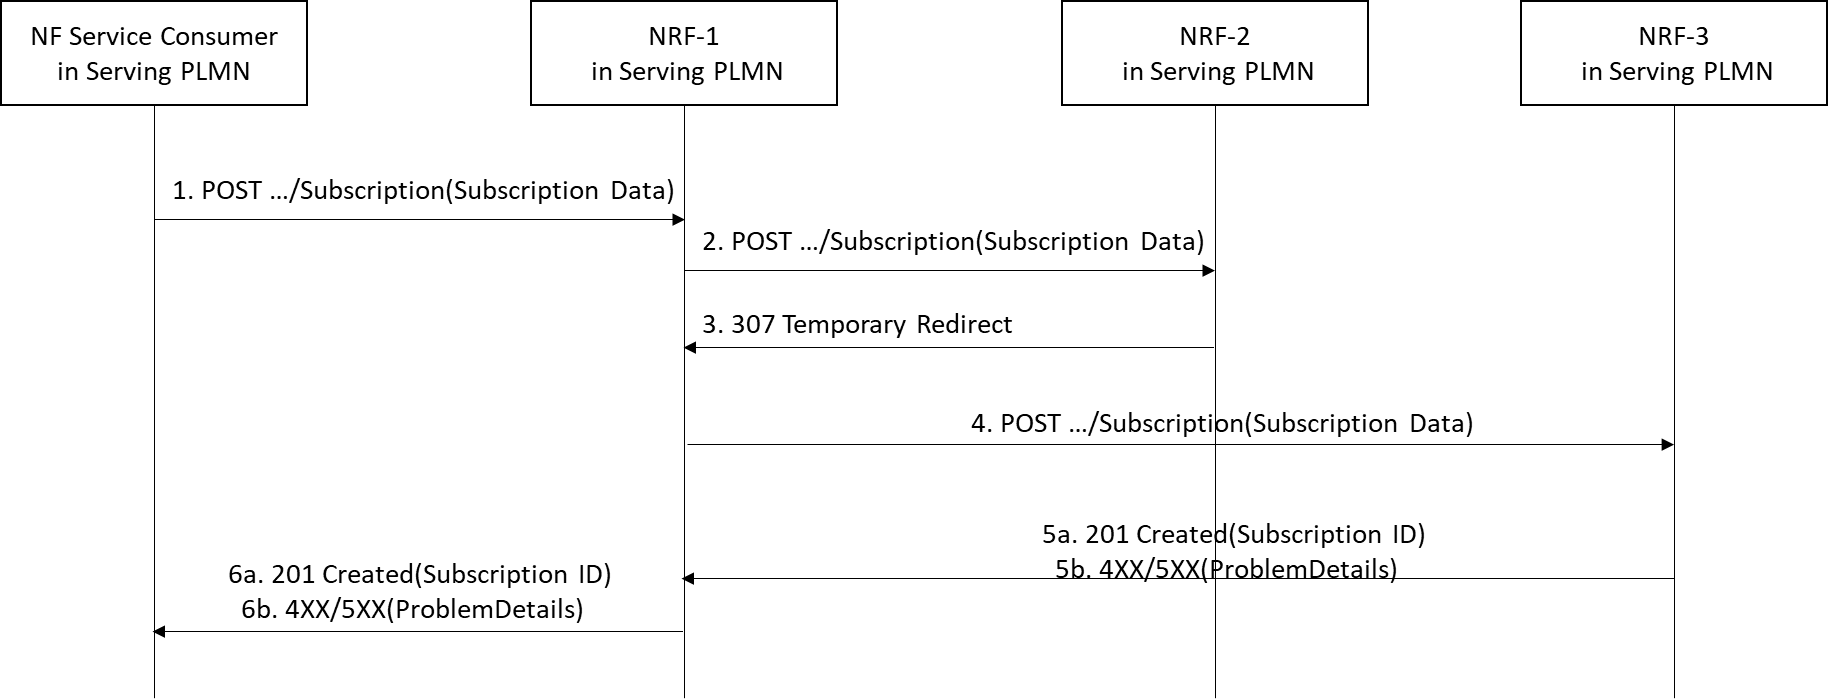 NF Service Consumer
in Serving PLMN
NRF-1
in Serving PLMN
NRF-2
in Serving PLMN
NRF-3
in Serving PLMN
1. POST .../Subscription(Subscription Data)
2. POST .../Subscription(Subscription Data)
3. 307 Temporary Redirect
4. POST .../Subscription(Subscription Data)
5a. 201 Created(Subscription ID)
5b. 4XX/5XX(ProblemDetails)
6a. 201 Created(Subscription ID)
6b. 4XX/5XX(ProblemDetails)